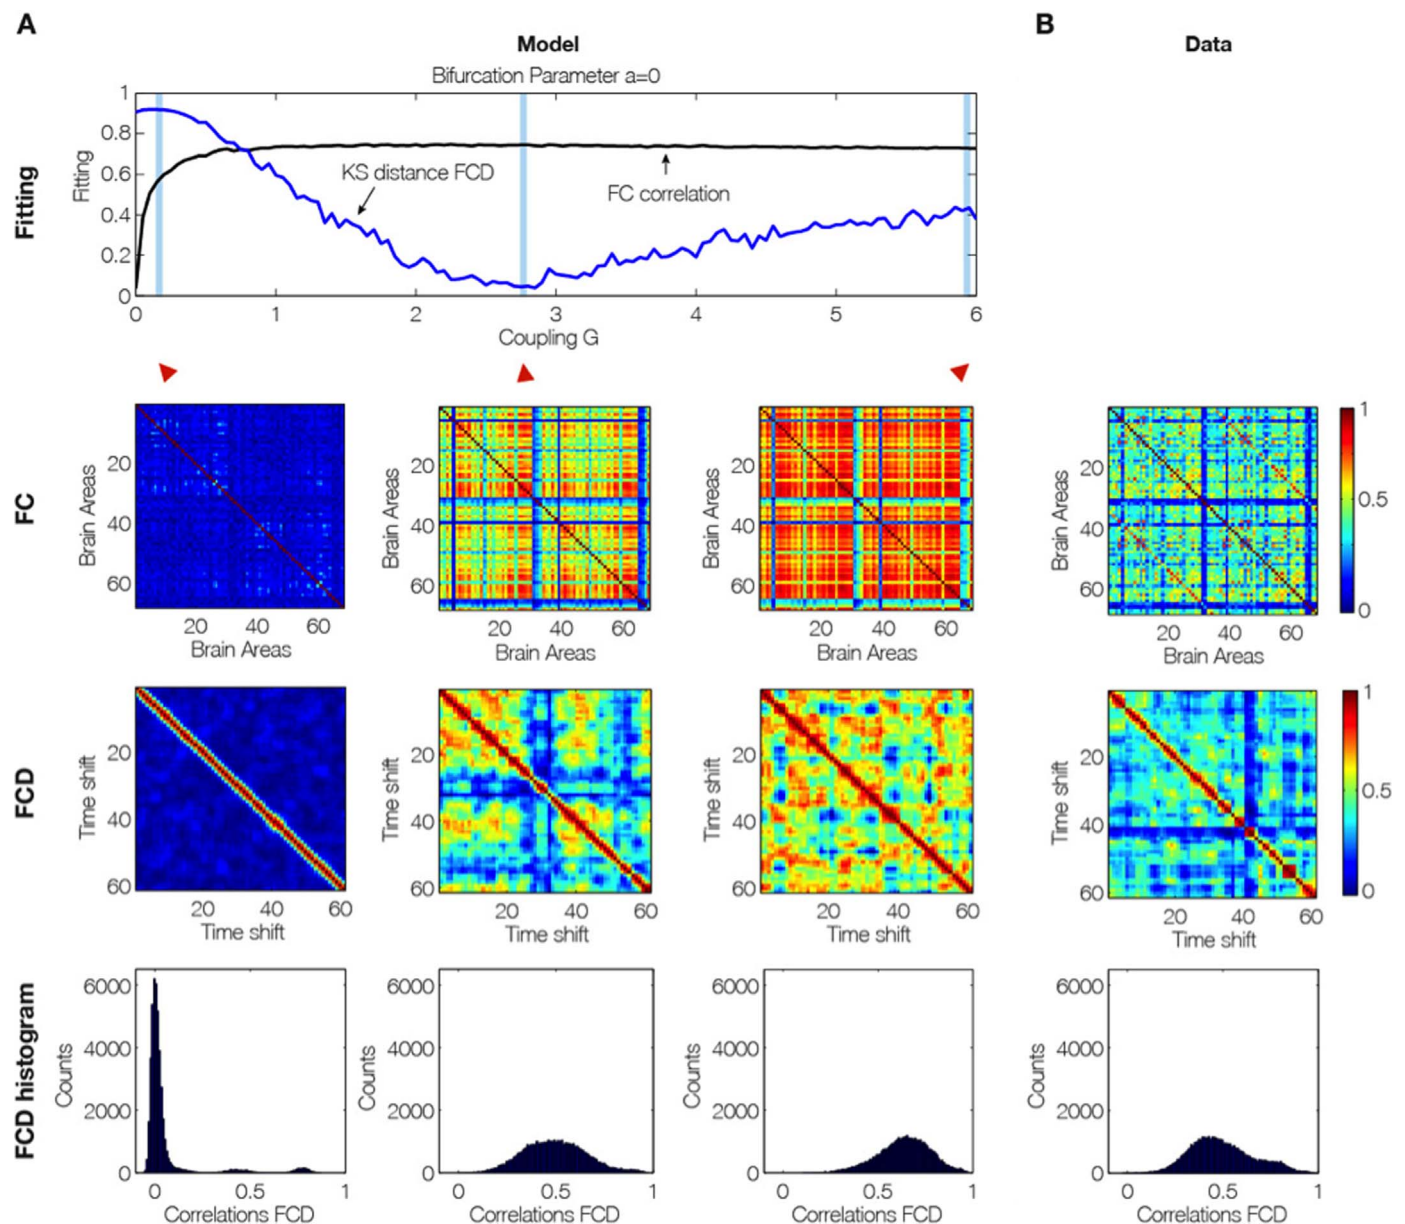 A
B
Model
Data
Bifurcation Parameter a=0
Fitting
Fitting
1
0.8
0.6
0.4
0.2
0
KS distance FCD
FC correlation
0 1 2 3 4 5 6
Coupling G
FC
Brain Areas
20
40
60
20 40 60
Brain Areas
Brain Areas
20
40
60
20 40 60
Brain Areas
Brain Areas
20
40
60
20 40 60
Brain Areas
Brain Areas
20
40
60
20 40 60
Brain Areas
1
0.5
0
FCD
Time shift
20
40
60
20 40 60
Time shift
Time shift
20
40
60
20 40 60
Time shift
Time shift
20
40
60
20 40 60
Time shift
Time shift
20
40
60
20 40 60
Time shift
1
0.5
0
FCD histogram
Counts
6000
4000
2000
0
0 0.5 1
Correlations FCD
Counts
6000
4000
2000
0
0 0.5 1
Correlations FCD
Counts
6000
4000
2000
0
0 0.5 1
Correlations FCD
Counts
6000
4000
2000
0
0 0.5 1
Correlations FCD